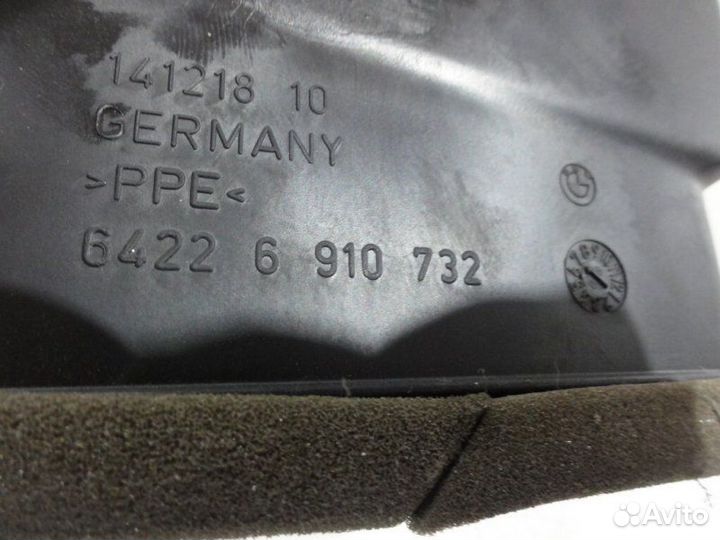 141218 10
GERMANY
>PPE<
6422 6 910 732
Avito